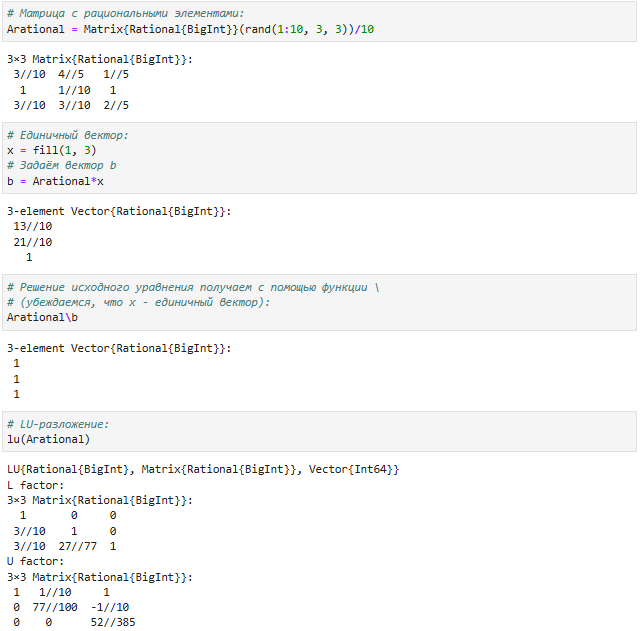 # Матрица с рациональными элементами:
Arational = Matrix{Rational{BigInt}}(rand(1:10, 3, 3))/10
3×3 Matrix{Rational{BigInt}}:
 3//10  4//5   1//5
  1     1//10   1
 3//10  3//10  2//5
# Единичный вектор:
x = fill(1, 3)
# Задаём вектор b
b = Arational*x
3-element Vector{Rational{BigInt}}:
 13//10
 21//10
   1
# Решение исходного уравнения получаем с помощью функции \
# (убеждаемся, что x - единичный вектор):
Arational\b
3-element Vector{Rational{BigInt}}:
 1
 1
 1
# LU-разложение:
lu(Arational)
LU{Rational{BigInt}, Matrix{Rational{BigInt}}, Vector{Int64}}
L factor:
3×3 Matrix{Rational{BigInt}}:
  1       0     0
 3//10    1     0
 3//10  27//77  1
U factor:
3×3 Matrix{Rational{BigInt}}:
 1   1//10     1
 0  77//100  -1//10
 0    0      52//385